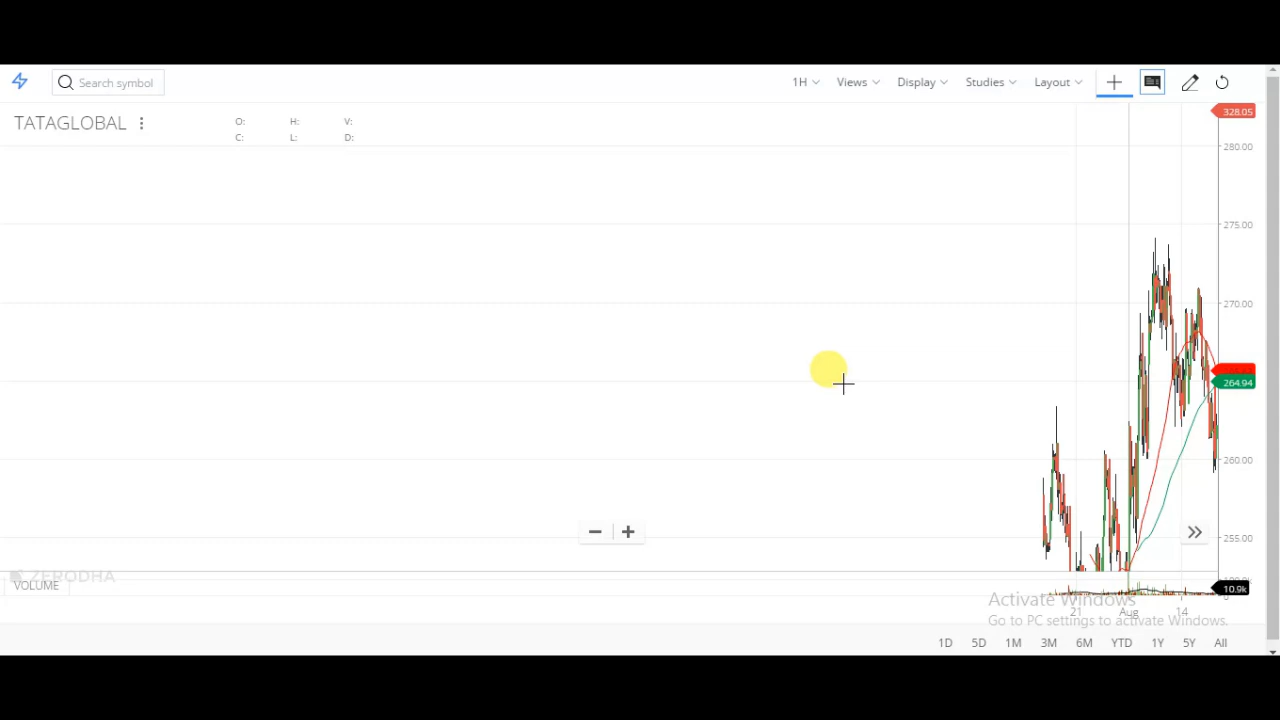 Search symbol
1H Views Display Studies Layout
TATAGLOBAL
O: H: V:
C: L: D:
328.05
280.00
275.00
270.00
264.94
260.00
255.00
ZERODHA
VOLUME
10.9k
Activate Windows
21 Aug 14
Go to PC settings to activate Windows.
1D 5D 1M 3M 6M YTD 1Y 5Y All